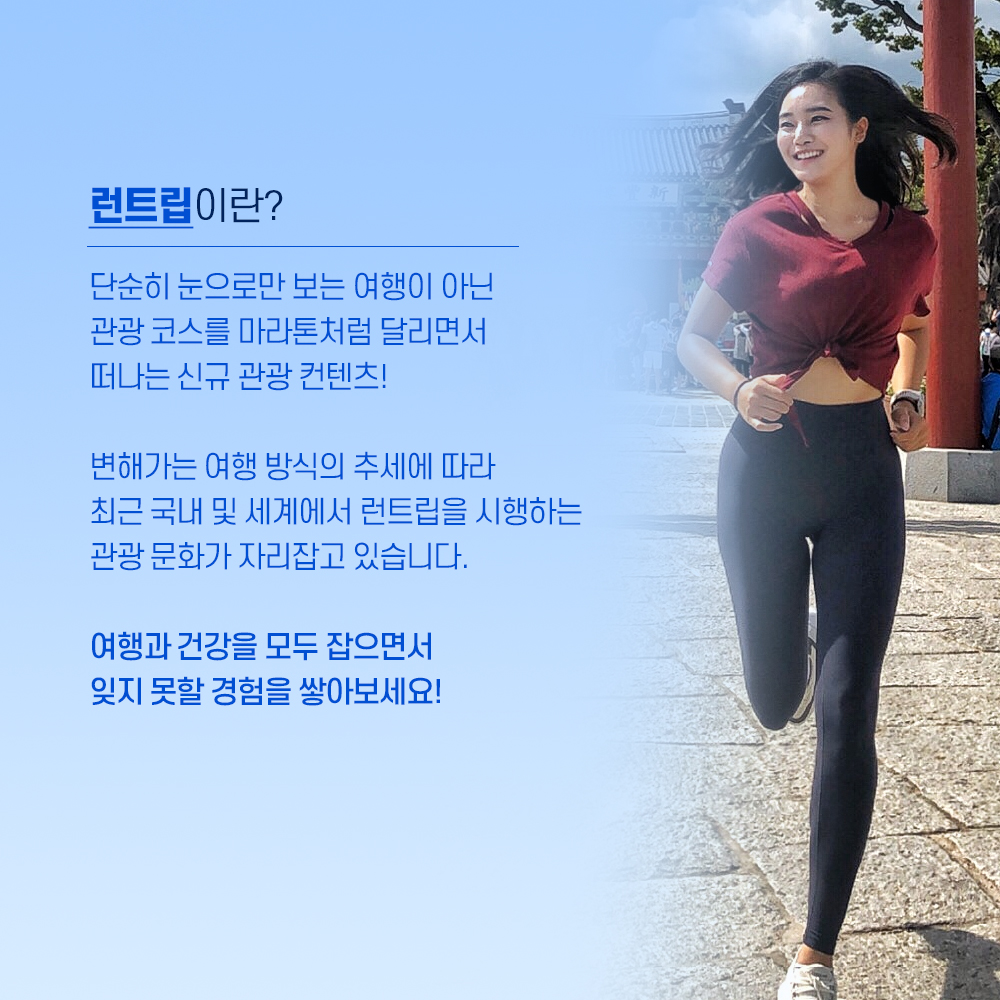 런트립이란?
단순히 눈으로만 보는 여행이 아닌
관광 코스를 마라톤처럼 달리면서
떠나는 신규 관광 컨텐츠!
변해가는 여행 방식의 추세에 따라
최근 국내 및 세계에서 런트립을 시행하는
관광 문화가 자리잡고 있습니다.
여행과 건강을 모두 잡으면서
잊지 못할 경험을 쌓아보세요!